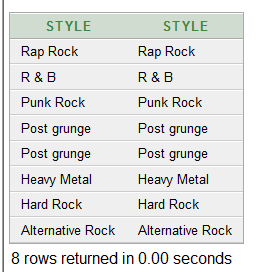 STYLE STYLE
Rap Rock Rap Rock
R & B R & B
Punk Rock Punk Rock
Post grunge Post grunge
Post grunge Post grunge
Heavy Metal Heavy Metal
Hard Rock Hard Rock
Alternative Rock Alternative Rock
8 rows returned in 0.00 seconds